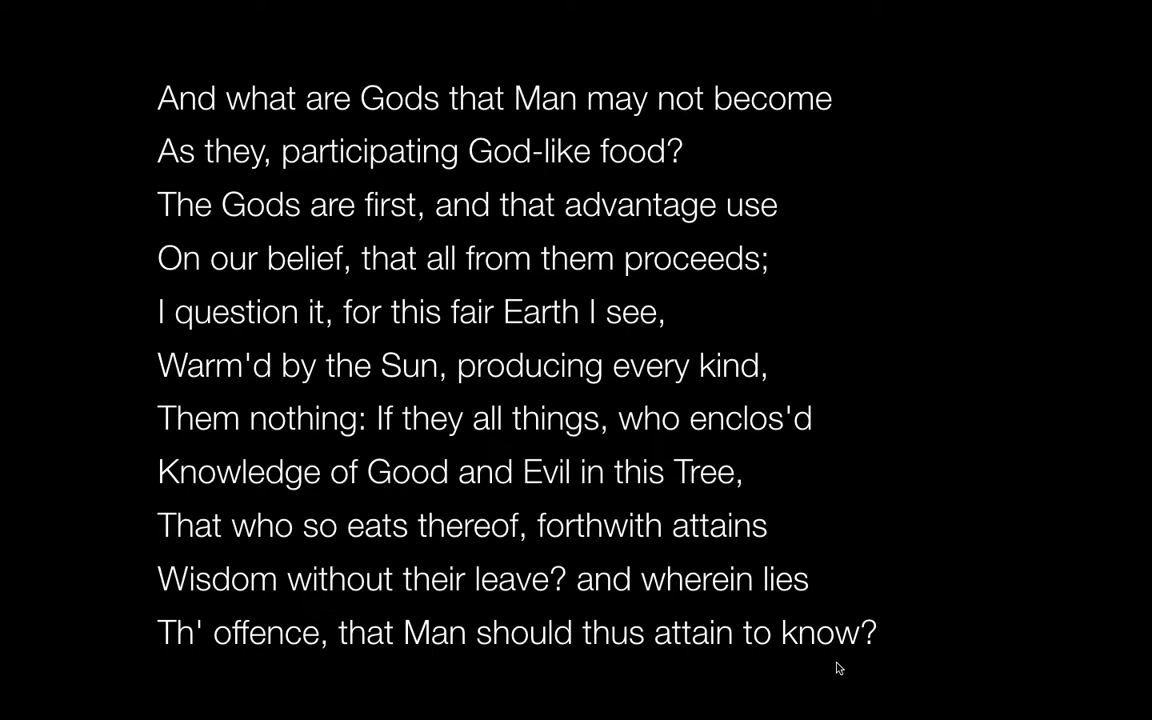 And what are Gods that Man may not become
As they, participating God-like food?
The Gods are first, and that advantage use
On our belief, that all from them proceeds;
I question it, for this fair Earth I see,
Warm'd by the Sun, producing every kind,
Them nothing: If they all things, who enclos'd
Knowledge of Good and Evil in this Tree,
That who so eats thereof, forthwith attains
Wisdom without their leave? and wherein lies
Th' offence, that Man should thus attain to know?